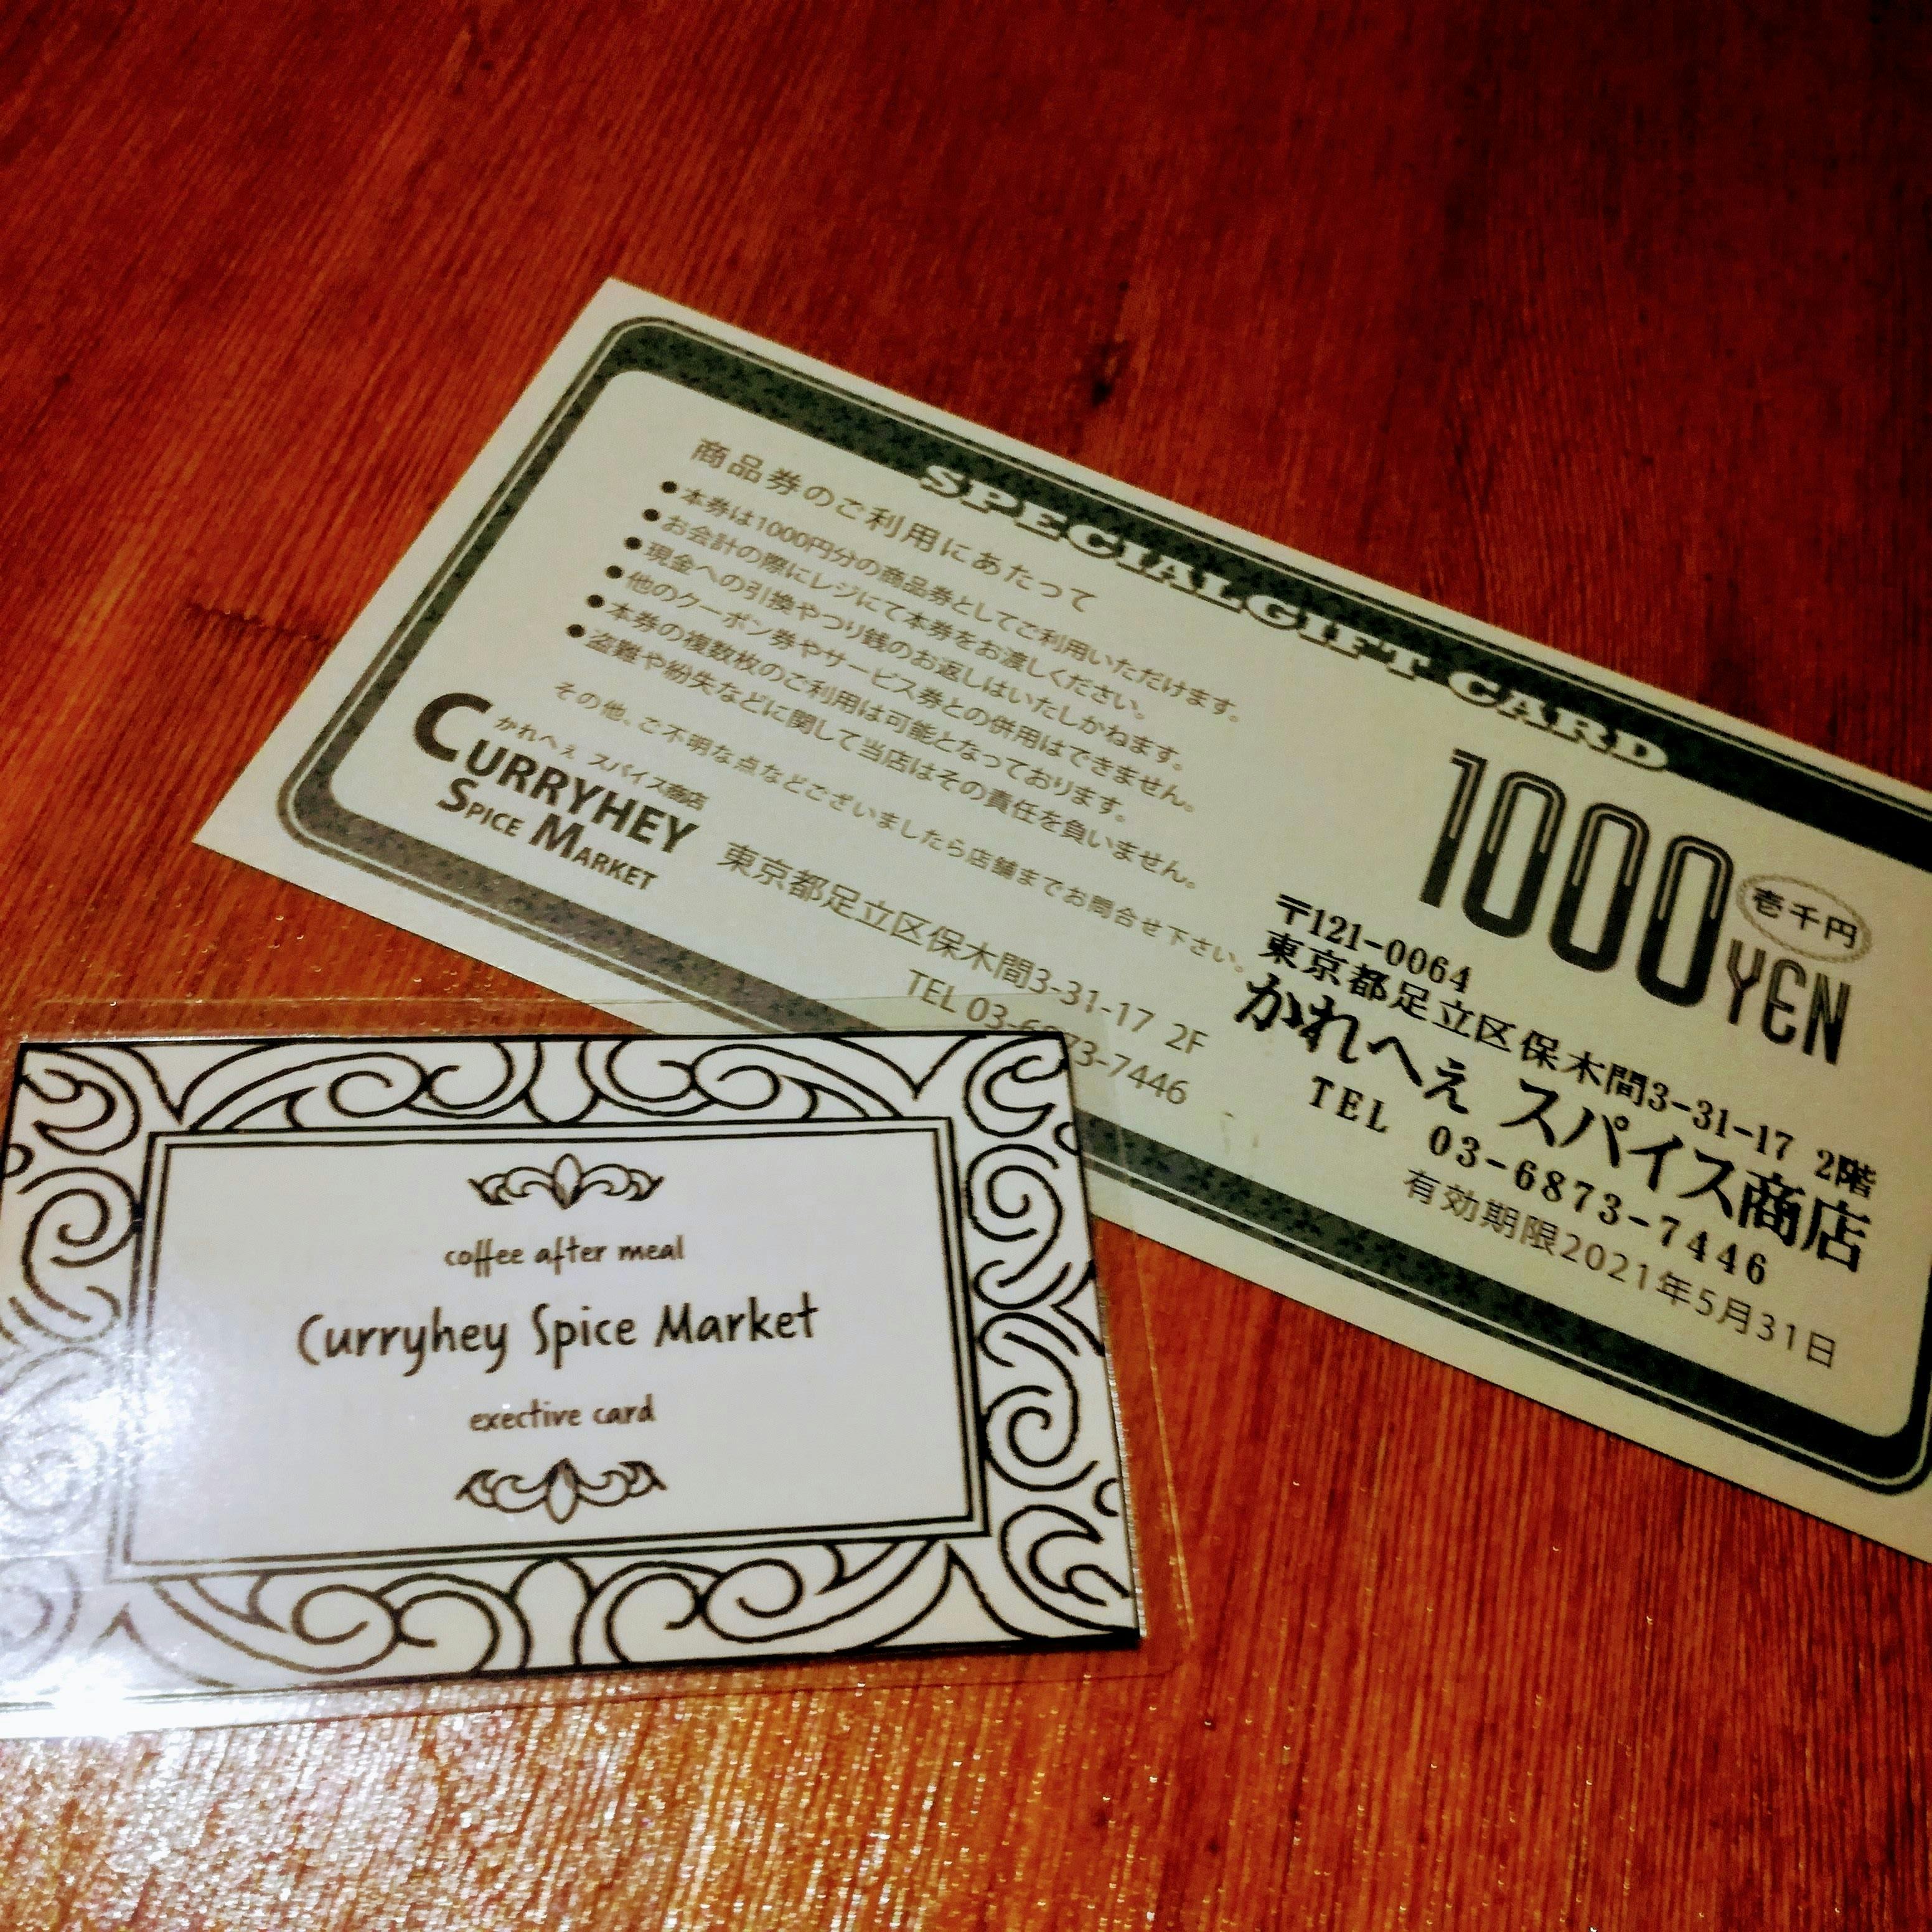 SPECIAL GIFT CARD
商品券のご利用にあたって
●本券は1000円分の商品券としてご利用いただけます。
●お会計の際にレジにて本券をお渡しください。
●現金への引換やつり銭のお返しはいたしかねます。
●他のクーポン券やサービス券との併用はできません。
●本券の複数枚のご利用は可能となっております。
●盗難や紛失などに関して当店はその責任を負いません。
その他、ご不明な点などございましたら店舗までお問合せ下さい。
かれへぇ スパイス商店
CURRYHEY
SPICE MARKET
東京都足立区保木間3-31-17 2F
TEL 03-6873-7446
1000 YEN
壱千円
〒121-0064
東京都足立区保木間3-31-17 2階
かれへぇ スパイス商店
TEL 03-6873-7446
有効期限2021年5月31日
coffee after meal
Curryhey Spice Market
exective card